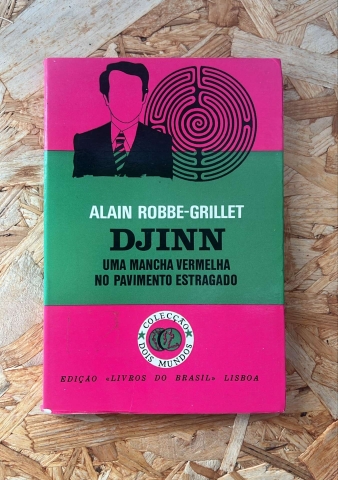 ALAIN ROBBE-GRILLET
DJINN
UMA MANCHA VERMELHA
NO PAVIMENTO ESTRAGADO
COLECÇÃO
DOIS MUNDOS
EDIÇÃO «LIVROS DO BRASIL» LISBOA